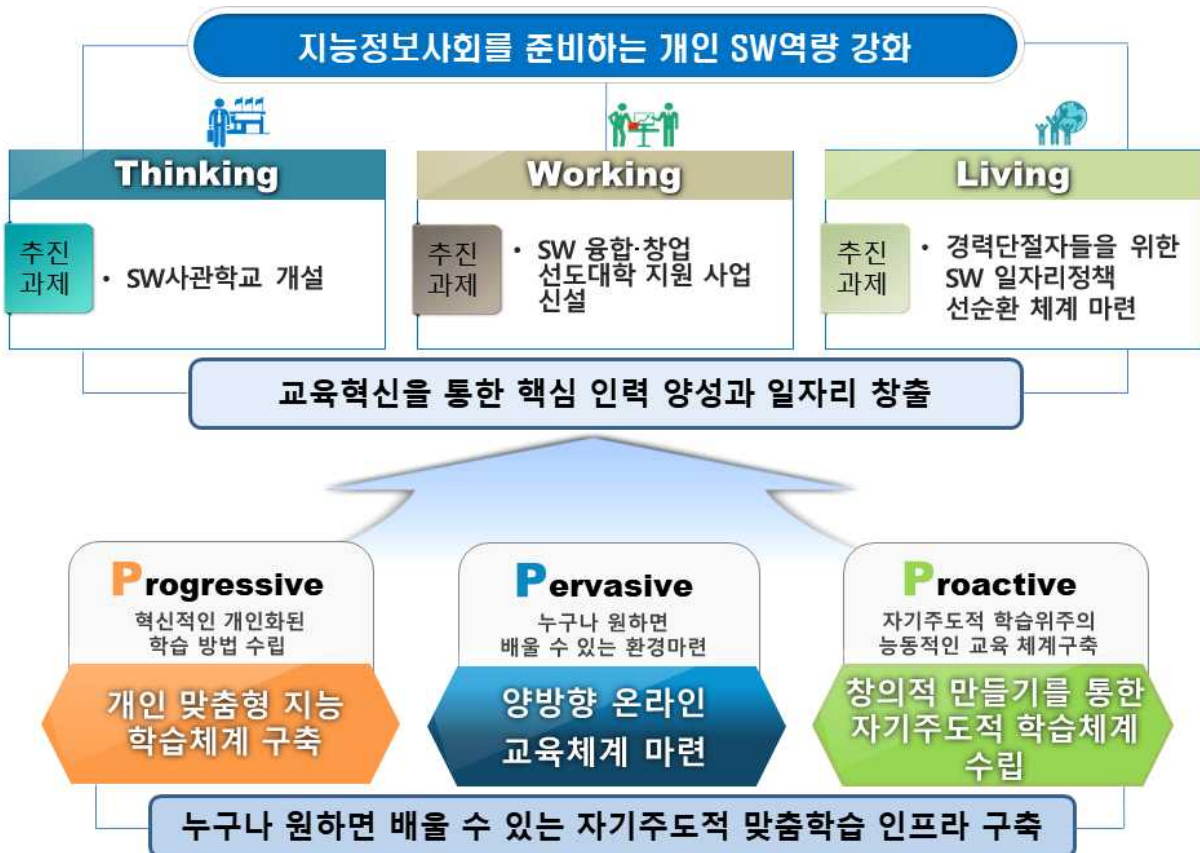 지능정보사회를 준비하는 개인 SW역량 강화
Thinking
추진
과제
• SW사관학교 개설
Working
추진
과제
• SW 융합·창업
선도대학 지원 사업
신설
Living
추진
과제
• 경력단절자들을 위한
SW 일자리정책
선순환 체계 마련
교육혁신을 통한 핵심 인력 양성과 일자리 창출
Progressive
혁신적인 개인화된
학습 방법 수립
개인 맞춤형 지능
학습체계 구축
Pervasive
누구나 원하면
배울 수 있는 환경마련
양방향 온라인
교육체계 마련
Proactive
자기주도적 학습위주의
능동적인 교육 체계구축
창의적 만들기를 통한
자기주도적 학습체계
수립
누구나 원하면 배울 수 있는 자기주도적 맞춤학습 인프라 구축